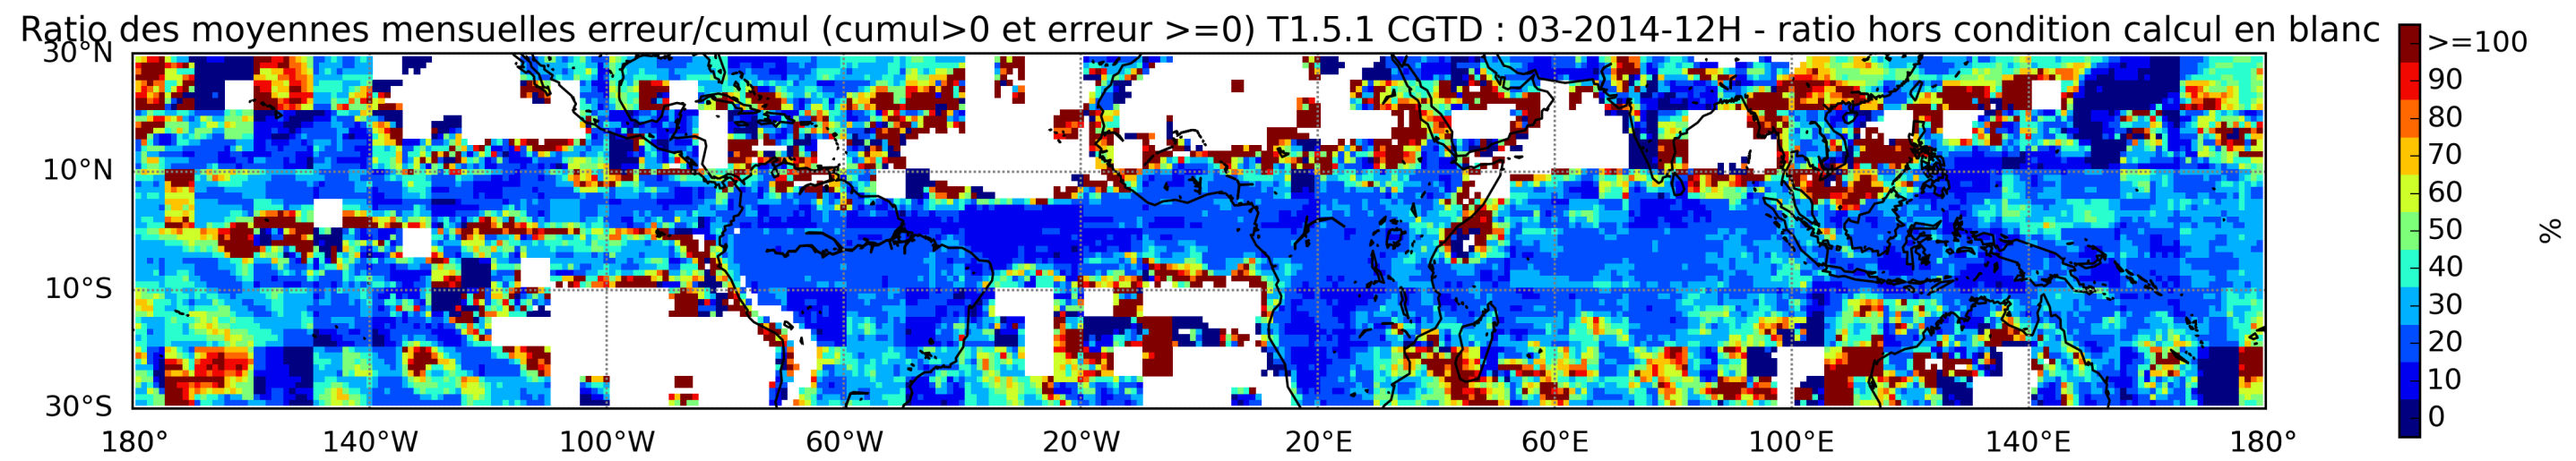 Ratio des moyennes mensuelles erreur/cumul (cumul>0 et erreur >=0) T1.5.1 CGTD : 03-2014-12H - ratio hors condition calcul en blanc
30°N
10°N
10°S
30°S
180°
140°W
100°W
60°W
20°W
20°E
60°E
100°E
140°E
180°
>=100
90
80
70
60
50
40
30
20
10
0
%